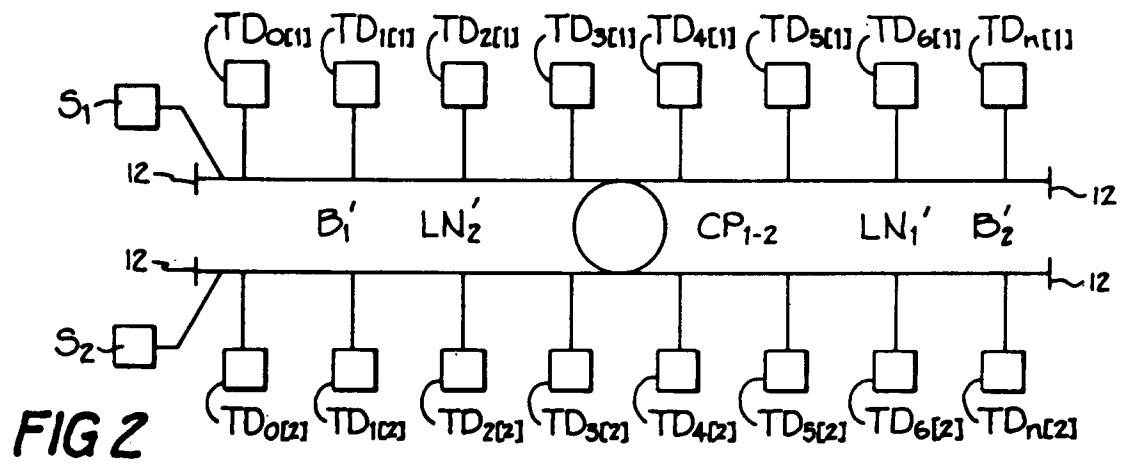 TD0[1] TD1[1] TD2[1] TD3[1] TD4[1] TD5[1] TD6[1] TDn[1]
S1
12 12
B1' LN2' CP1-2 LN1' B2'
12 12
S2
TD0[2] TD1[2] TD2[2] TD3[2] TD4[2] TD5[2] TD6[2] TDn[2]
FIG 2